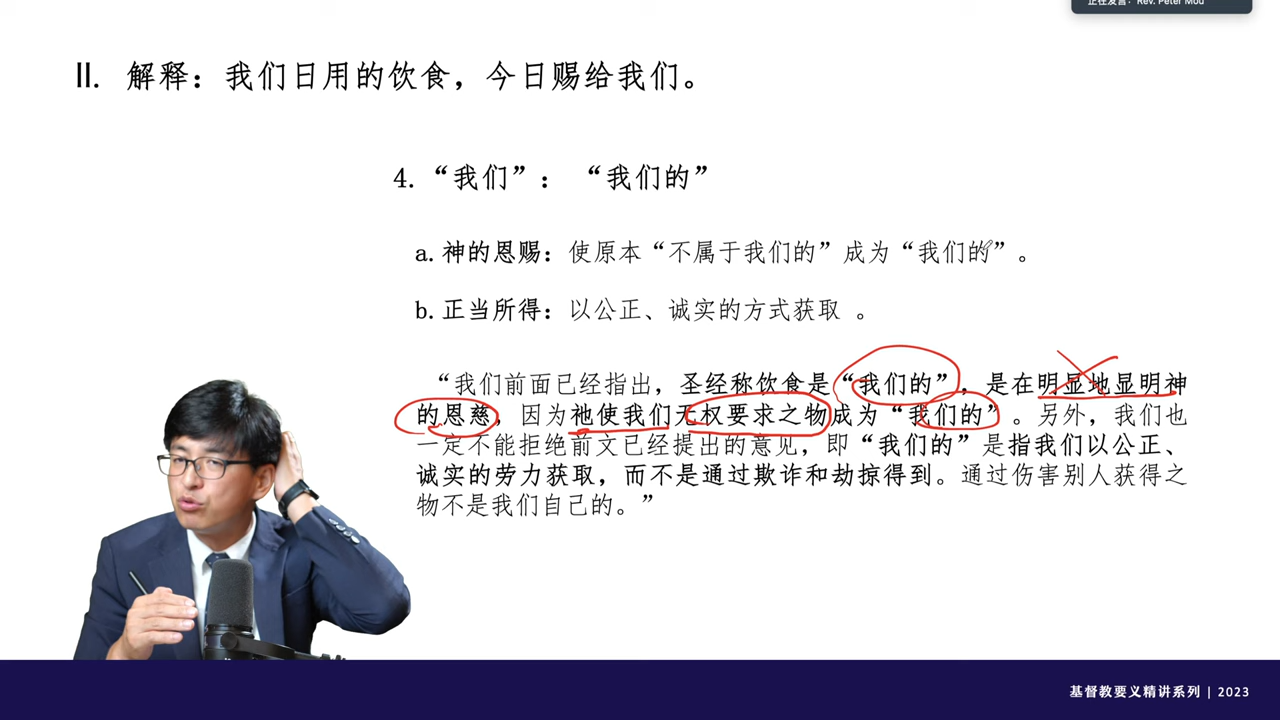 正在发言: Rev. Peter Mou
II. 解释：我们日用的饮食，今日赐给我们。
4. “我们”： “我们的”
a. 神的恩赐：使原本“不属于我们的”成为“我们的”。
b. 正当所得：以公正、诚实的方式获取 。
“我们前面已经指出，圣经称饮食是“我们的”，是在明显地显明神
的恩慈，因为祂使我们无权要求之物成为“我们的”。另外，我们也
一定不能拒绝前文已经提出的意见，即“我们的”是指我们以公正、
诚实的劳力获取，而不是通过欺诈和劫掠得到。通过伤害别人获得之
物不是我们自己的。”
基督教要义精讲系列 | 2023